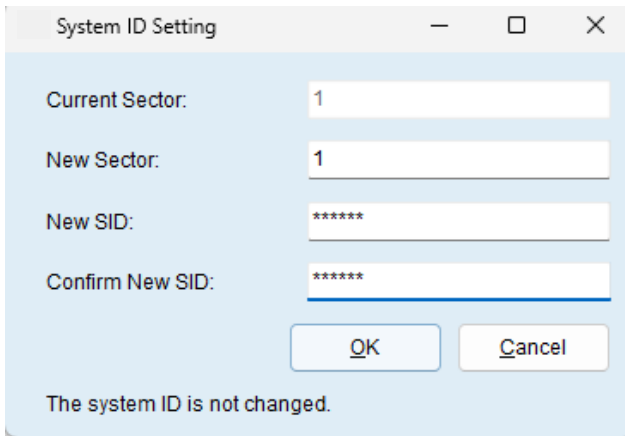 System ID Setting
Current Sector: 1
New Sector: 1
New SID: ******
Confirm New SID: ******
OK Cancel
The system ID is not changed.